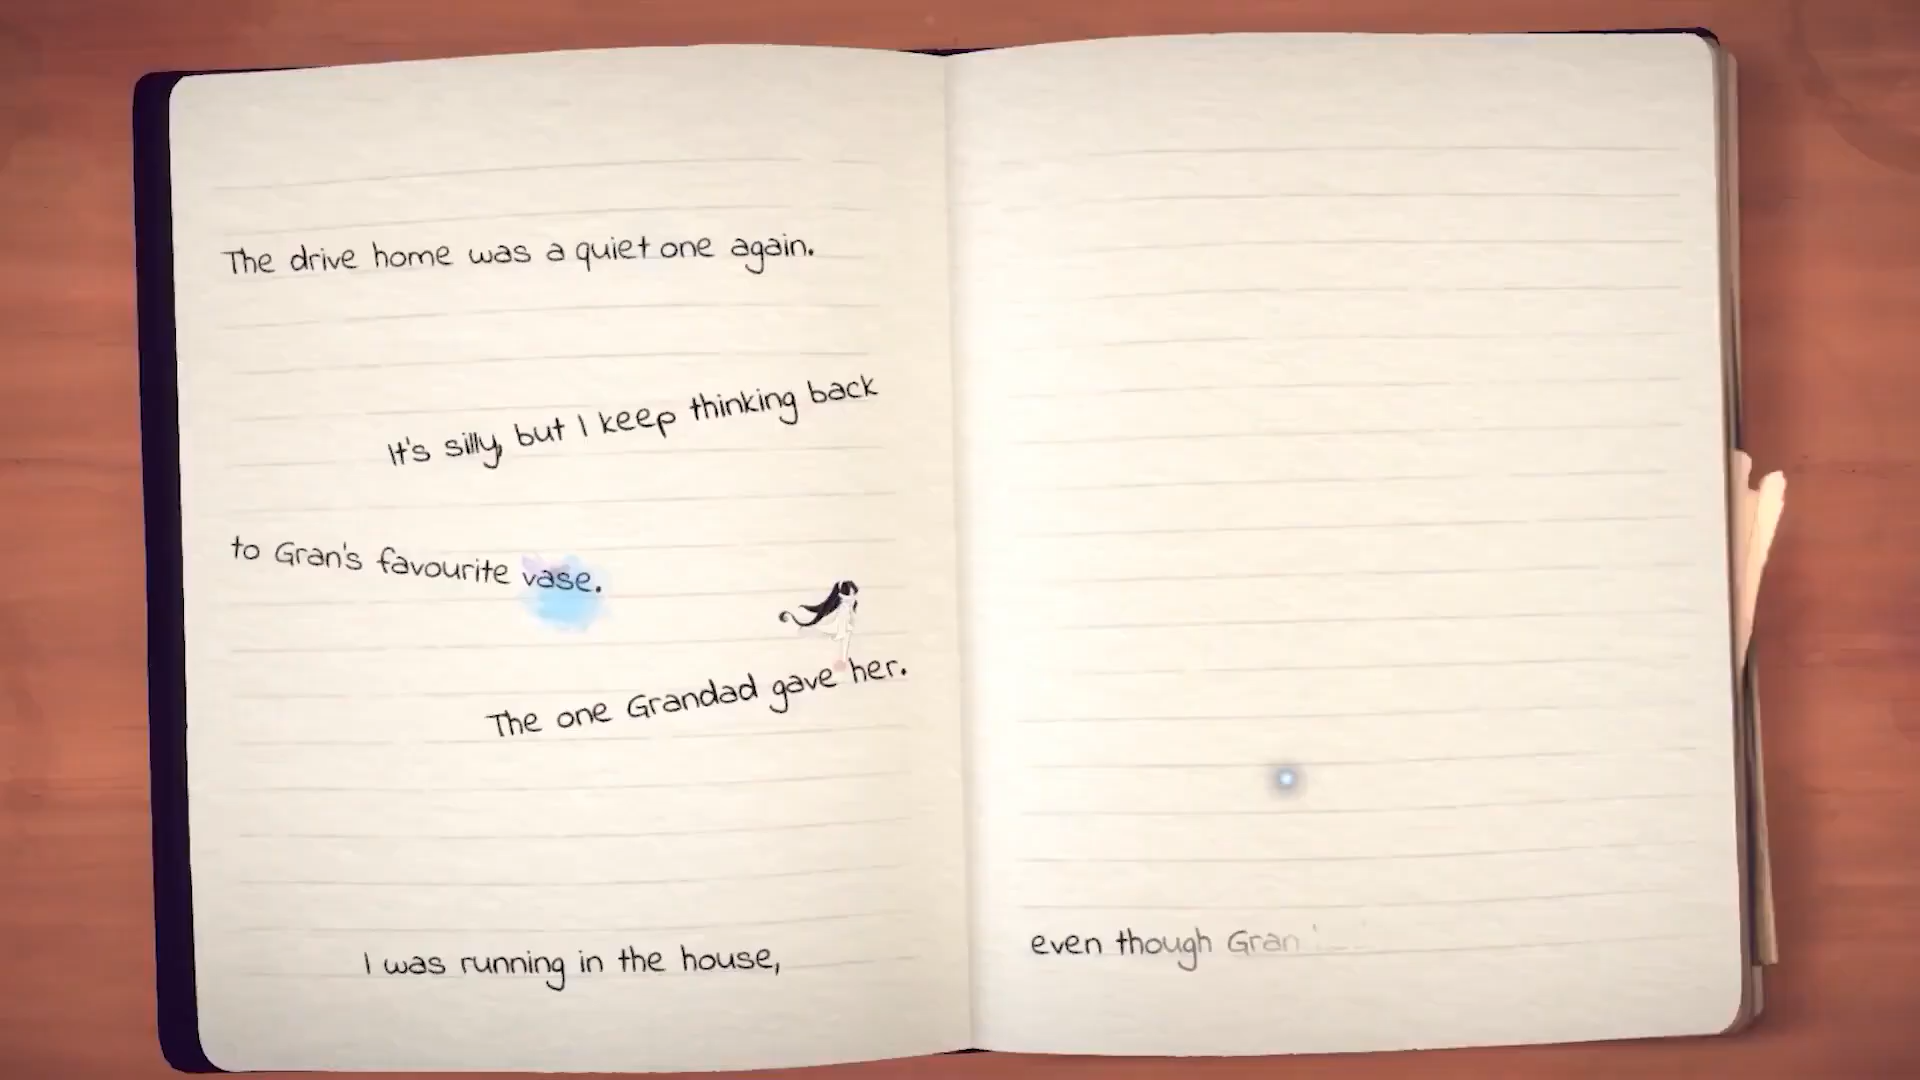 The drive home was a quiet one again.
It's silly, but I keep thinking back
to Gran's favourite vase.
The one Grandad gave her.
I was running in the house,
even though Gran